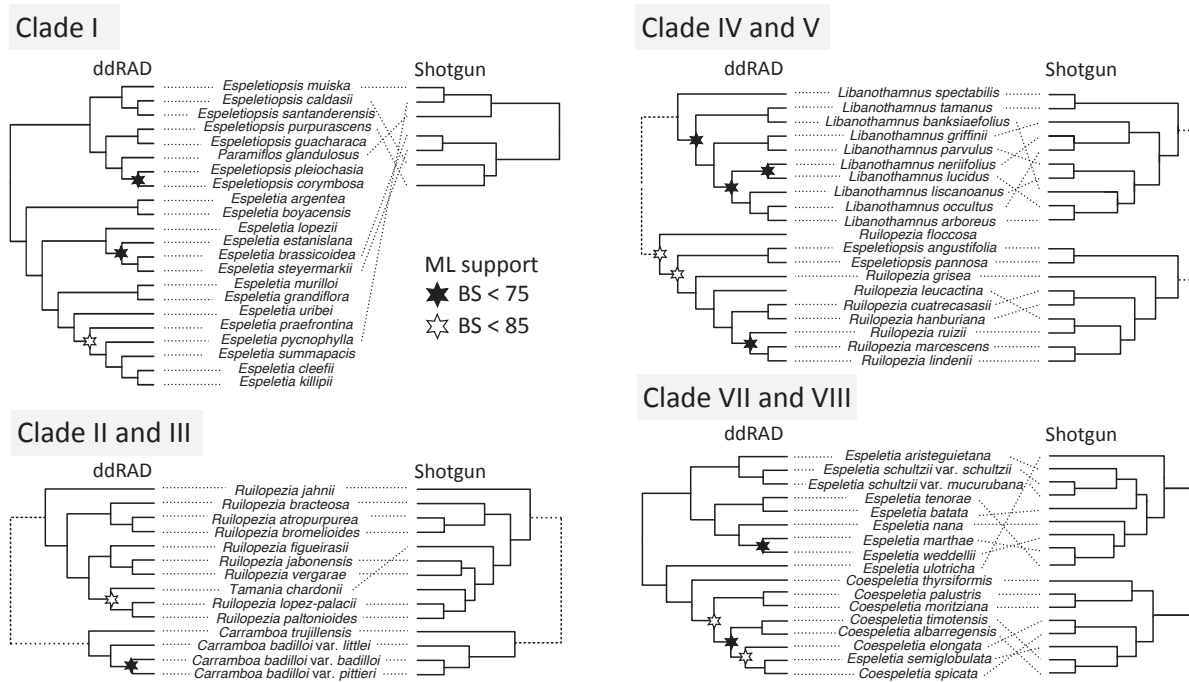 Clade I
ddRAD
Shotgun
Espeletiopsis muiska
Espeletiopsis caldasii
Espeletiopsis santanderensis
Espeletiopsis purpurascens
Espeletiopsis guacharaca
Paramiflos glandulosus
Espeletiopsis pleiochasia
Espeletiopsis corymbosa
Espeletia argentea
Espeletia boyacensis
Espeletia lopezii
Espeletia estanislana
Espeletia brassicoidea
Espeletia steyermarkii
Espeletia murilloi
Espeletia grandiflora
Espeletia uribei
Espeletia praefrontina
Espeletia pycnophylla
Espeletia summapacis
Espeletia cleefii
Espeletia killipii
ML support
BS < 75
BS < 85
Clade II and III
ddRAD
Shotgun
Ruilopezia jahnii
Ruilopezia bracteosa
Ruilopezia atropurpurea
Ruilopezia bromelioides
Ruilopezia figueirasii
Ruilopezia jabonensis
Ruilopezia vergarae
Tamania chardonii
Ruilopezia lopez-palacii
Ruilopezia paltonioides
Carramboa trujillensis
Carramboa badilloi var. littlei
Carramboa badilloi var. badilloi
Carramboa badilloi var. pittieri
Clade IV and V
ddRAD
Shotgun
Libanothamnus spectabilis
Libanothamnus tamanus
Libanothamnus banksiaefolius
Libanothamnus griffinii
Libanothamnus parvulus
Libanothamnus neriifolius
Libanothamnus lucidus
Libanothamnus liscanoanus
Libanothamnus occultus
Libanothamnus arboreus
Ruilopezia floccosa
Espeletiopsis angustifolia
Espeletiopsis pannosa
Ruilopezia grisea
Ruilopezia leucactina
Ruilopezia cuatrecasasii
Ruilopezia hanburiana
Ruilopezia ruizii
Ruilopezia marcescens
Ruilopezia lindenii
Clade VII and VIII
ddRAD
Shotgun
Espeletia aristeguietana
Espeletia schultzii var. schultzii
Espeletia schultzii var. mucurubana
Espeletia tenorae
Espeletia batata
Espeletia nana
Espeletia marthae
Espeletia weddellii
Espeletia ulotricha
Coespeletia thyrsiformis
Coespeletia palustris
Coespeletia moritziana
Coespeletia timotensis
Coespeletia albarregensis
Coespeletia elongata
Espeletia semiglobulata
Coespeletia spicata